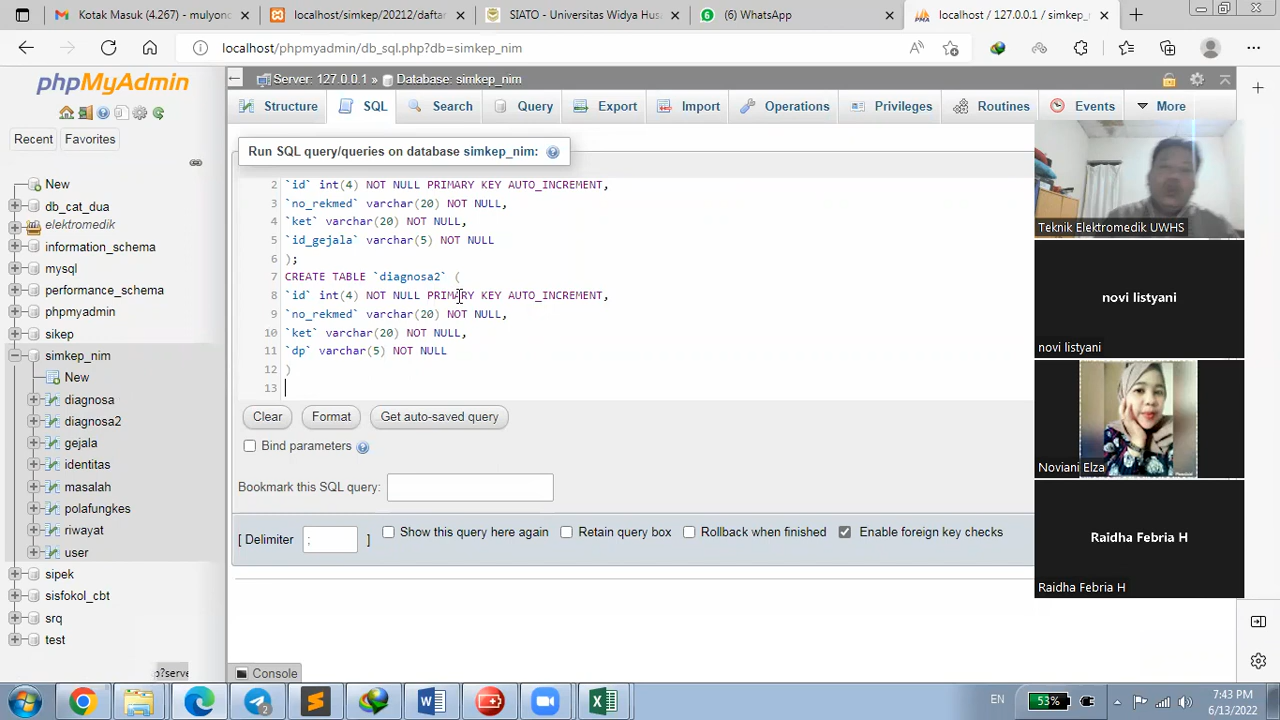 Kotak Masuk (4.267) - mulyon
localhost/simkep/20212/dafta
SIATO - Universitas Widya Hus
(6) WhatsApp
localhost / 127.0.0.1 / simkep_
localhost/phpmyadmin/db_sql.php?db=simkep_nim
phpMyAdmin
Recent
Favorites
New
db_cat_dua
elektromedik
information_schema
mysql
performance_schema
phpmyadmin
sikep
simkep_nim
New
diagnosa
diagnosa2
gejala
identitas
masalah
polafungkes
riwayat
user
sipek
sisfokol_cbt
srq
test
p?serve
Server: 127.0.0.1 » Database: simkep_nim
Structure
SQL
Search
Query
Export
Import
Operations
Privileges
Routines
Events
More
Run SQL query/queries on database simkep_nim:
2 `id` int(4) NOT NULL PRIMARY KEY AUTO_INCREMENT,
3 `no_rekmed` varchar(20) NOT NULL,
4 `ket` varchar(20) NOT NULL,
5 `id_gejala` varchar(5) NOT NULL
6 );
7 CREATE TABLE `diagnosa2` (
8 `id` int(4) NOT NULL PRIMARY KEY AUTO_INCREMENT,
9 `no_rekmed` varchar(20) NOT NULL,
10 `ket` varchar(20) NOT NULL,
11 `dp` varchar(5) NOT NULL
12 )
13
Clear
Format
Get auto-saved query
Bind parameters
Bookmark this SQL query:
[ Delimiter ; ]
Show this query here again
Retain query box
Rollback when finished
Enable foreign key checks
Console
Teknik Elektromedik UWHS
novi listyani
novi listyani
Noviani Elza
Raidha Febria H
Raidha Febria H
2
EN
53%
7:43 PM
6/13/2022